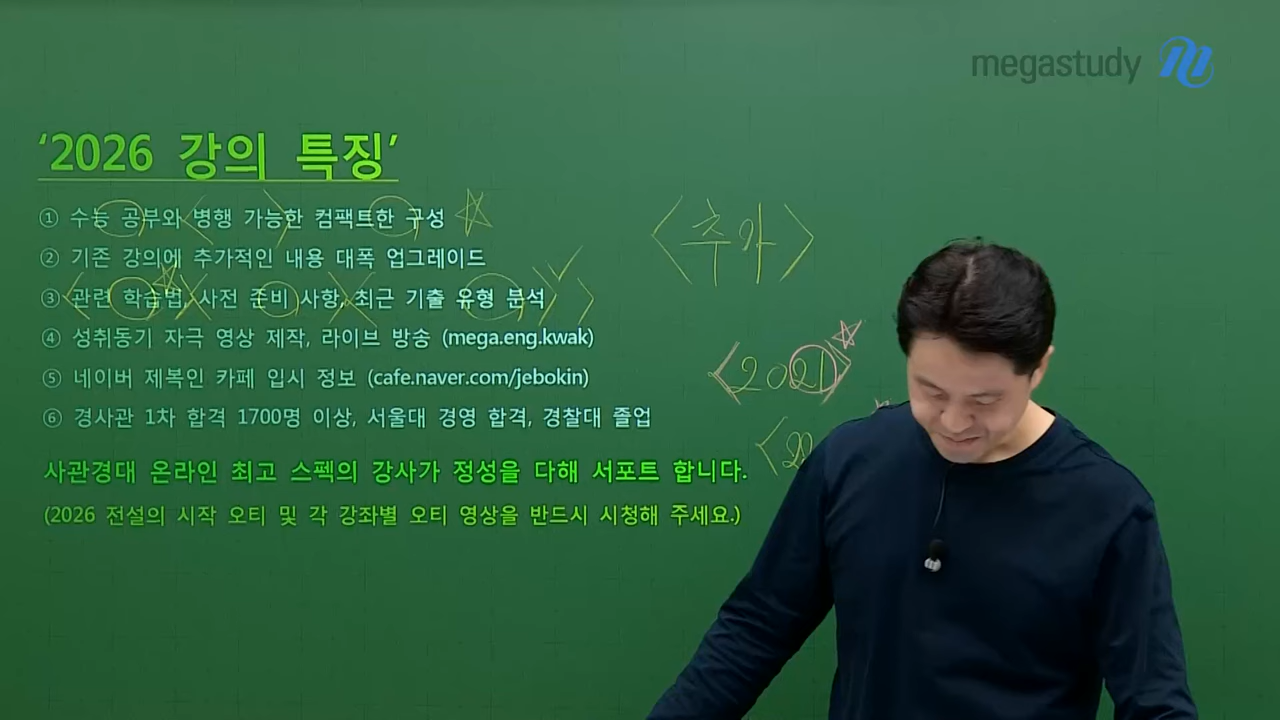 megastudy
‘2026 강의 특징’
① 수능 공부와 병행 가능한 컴팩트한 구성
② 기존 강의에 추가적인 내용 대폭 업그레이드
③ 관련 학습법, 사전 준비 사항, 최근 기출 유형 분석
④ 성취동기 자극 영상 제작, 라이브 방송 (mega.eng.kwak)
⑤ 네이버 제복인 카페 입시 정보 (cafe.naver.com/jebokin)
⑥ 경사관 1차 합격 1700명 이상, 서울대 경영 합격, 경찰대 졸업
사관경대 온라인 최고 스펙의 강사가 정성을 다해 서포트 합니다.
(2026 전설의 시작 오티 및 각 강좌별 오티 영상을 반드시 시청해 주세요.)
<추가>
<2021>